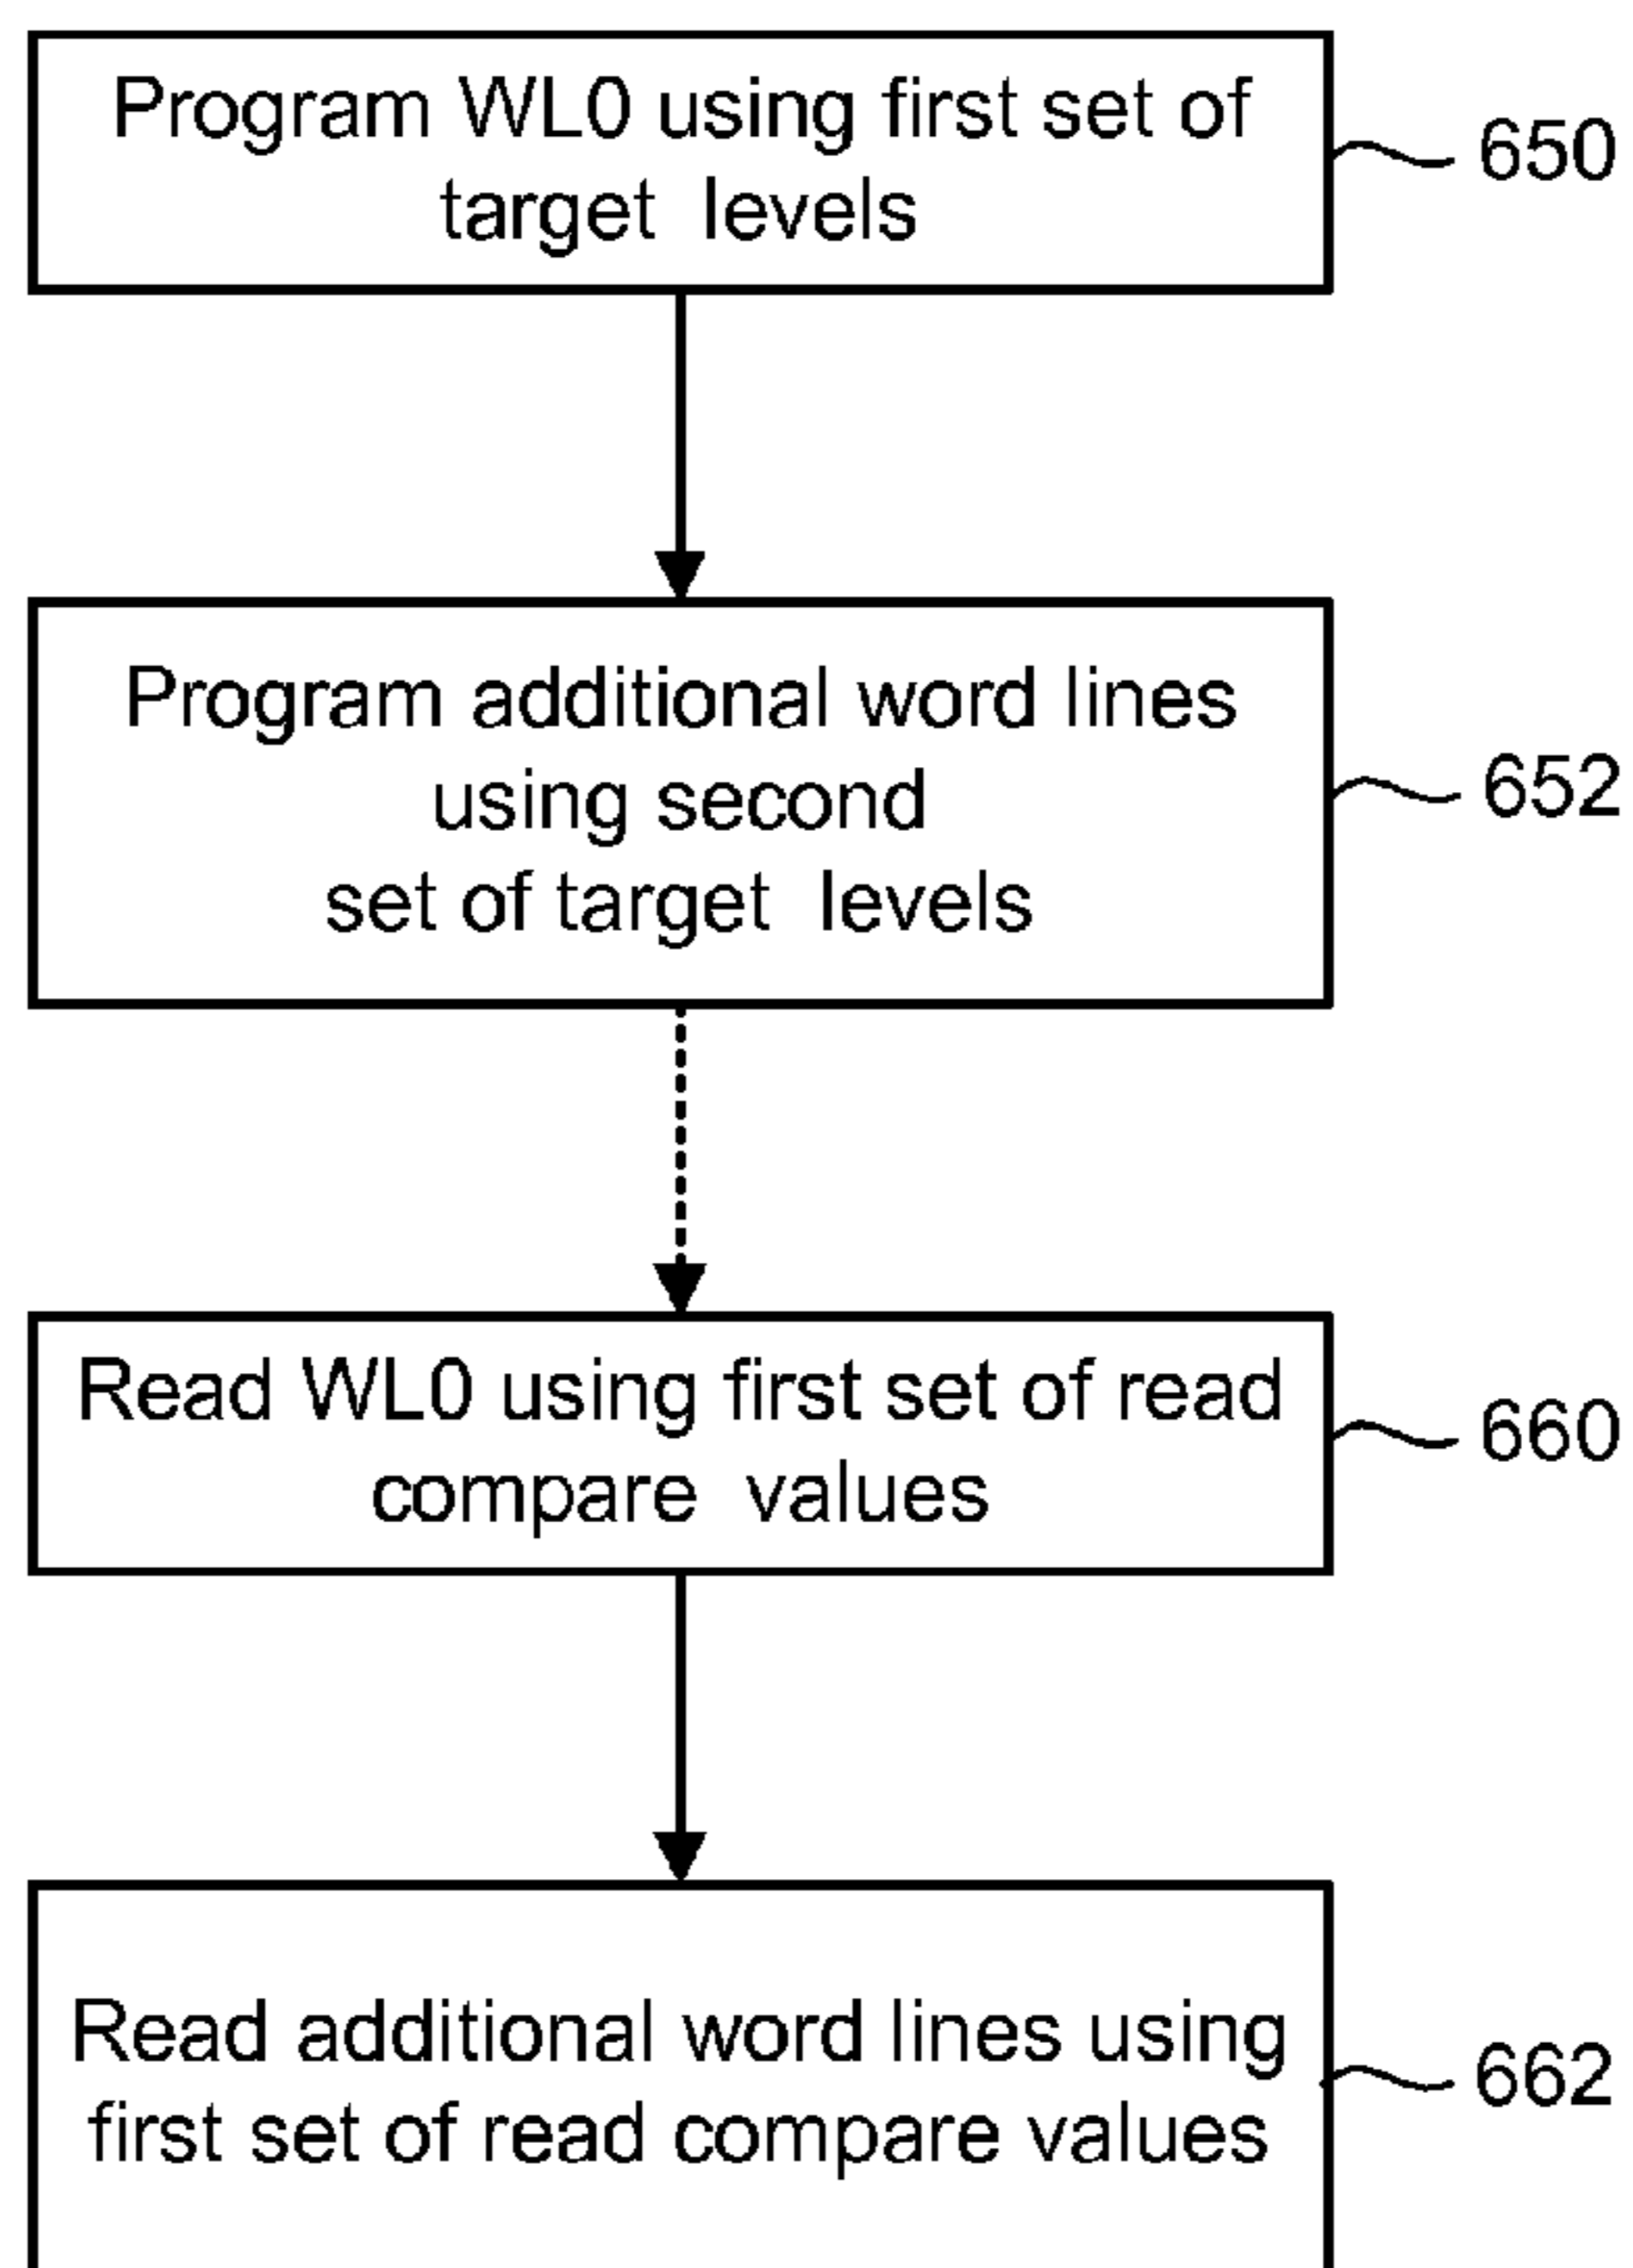 Program WL0 using first set of
target levels
650
Program additional word lines
using second
set of target levels
652
Read WL0 using first set of read
compare values
660
Read additional word lines using
first set of read compare values
662